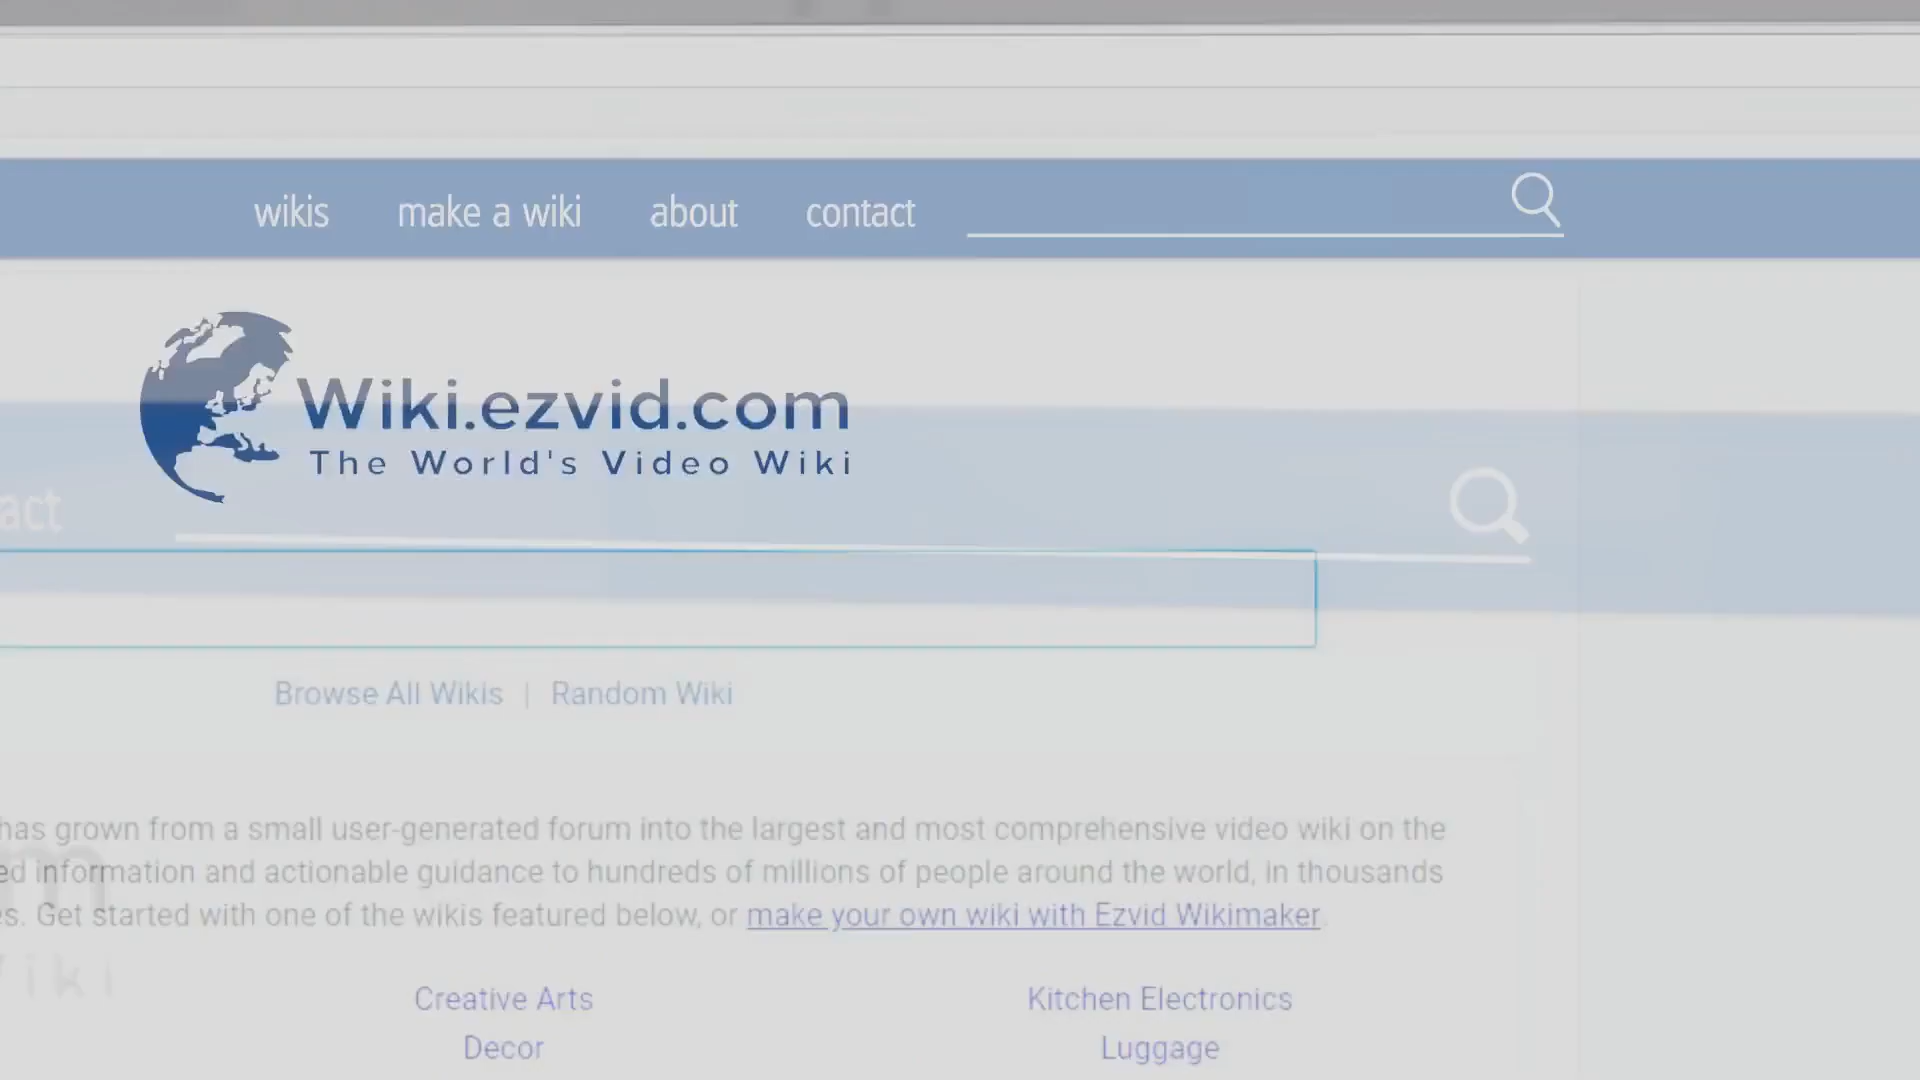 wikis make a wiki about contact
Wiki.ezvid.com
The World's Video Wiki
act
Browse All Wikis | Random Wiki
has grown from a small user-generated forum into the largest and most comprehensive video wiki on the
ed information and actionable guidance to hundreds of millions of people around the world, in thousands
es. Get started with one of the wikis featured below, or make your own wiki with Ezvid Wikimaker.
m
iki
Creative Arts Kitchen Electronics
Decor Luggage